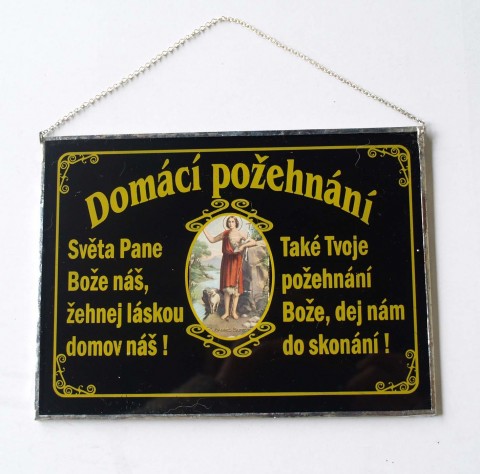 Domácí požehnání
Světa Pane
Bože náš,
žehnej láskou
domov náš !
Také Tvoje
požehnání
Bože, dej nám
do skonání !